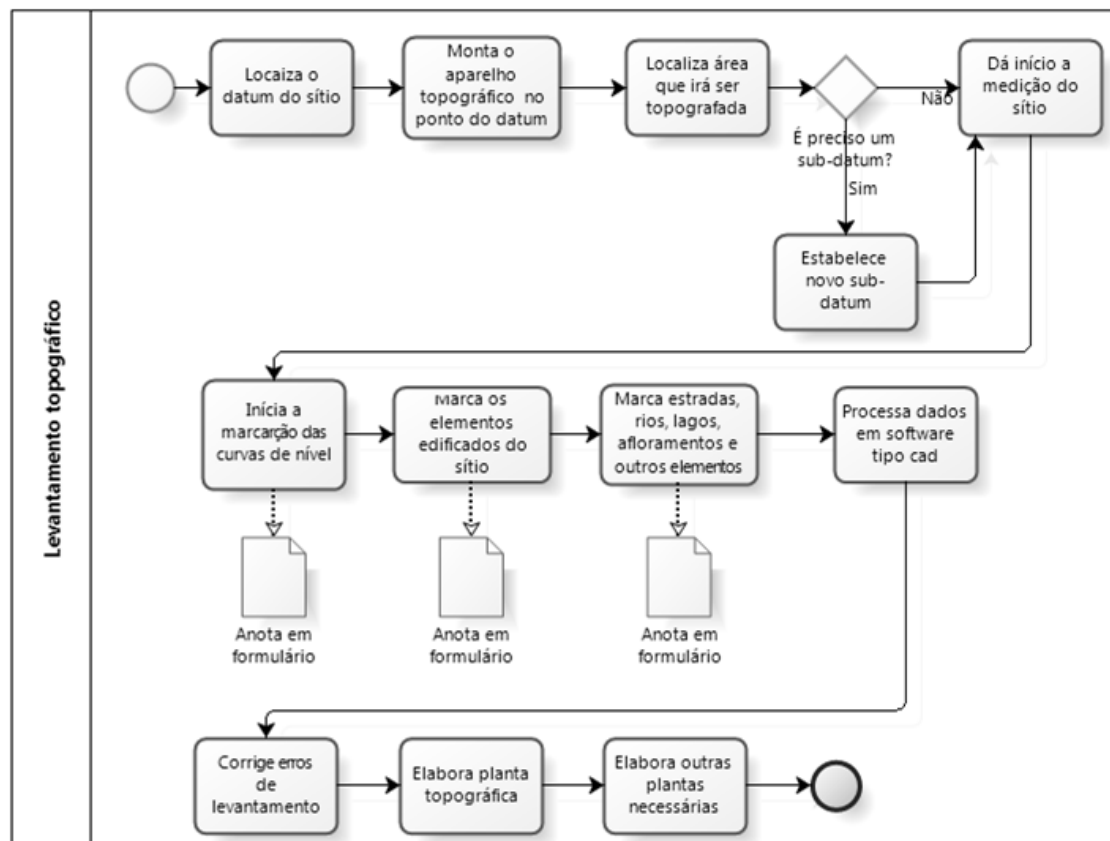 Levantamento topográfico
Locaiza o
datum do sítio
Monta o
aparelho
topográfico no
ponto do datum
Localiza área
que irá ser
topografada
É preciso um
sub-datum?
Não
Sim
Dá início a
medição do
sítio
Estabelece
novo sub-
datum
Inícia a
marcarção das
curvas de nível
Marca os
elementos
edificados do
sítio
Marca estradas,
rios, lagos,
afloramentos e
outros elementos
Processa dados
em software
tipo cad
Anota em
formulário
Anota em
formulário
Anota em
formulário
Corrige erros
de
levantamento
Elabora planta
topográfica
Elabora outras
plantas
necessárias